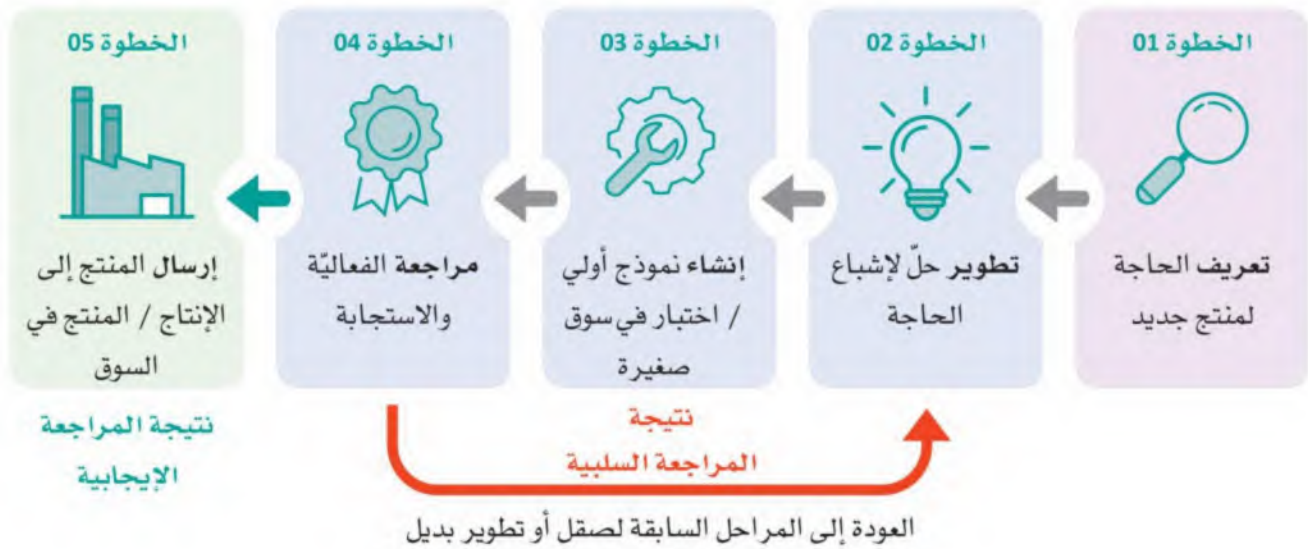 الخطوة 01
تعريف الحاجة
لمنتج جديد
الخطوة 02
تطوير حلّ لإشباع
الحاجة
الخطوة 03
إنشاء نموذج أولي
/ اختبار في سوق
صغيرة
الخطوة 04
مراجعة الفعاليّة
والاستجابة
الخطوة 05
إرسال المنتج إلى
الإنتاج / المنتج في
السوق
نتيجة
المراجعة السلبية
نتيجة المراجعة
الإيجابية
العودة إلى المراحل السابقة لصقل أو تطوير بديل